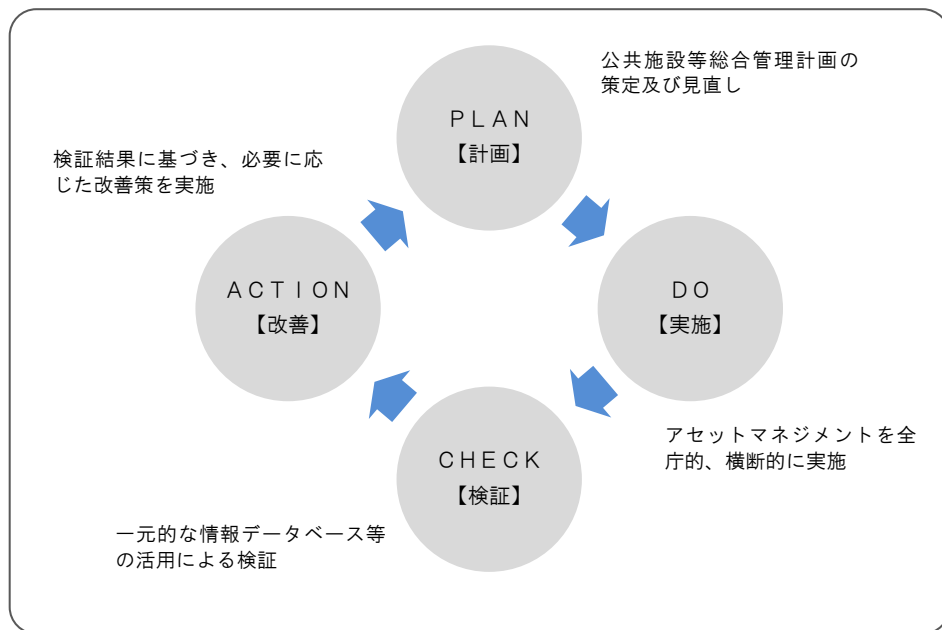 公共施設等総合管理計画の
策定及び見直し
ＰＬＡＮ
【計画】
検証結果に基づき、必要に応
じた改善策を実施
ＡＣＴＩＯＮ
【改善】
ＤＯ
【実施】
アセットマネジメントを全
庁的、横断的に実施
ＣＨＥＣＫ
【検証】
一元的な情報データベース等
の活用による検証